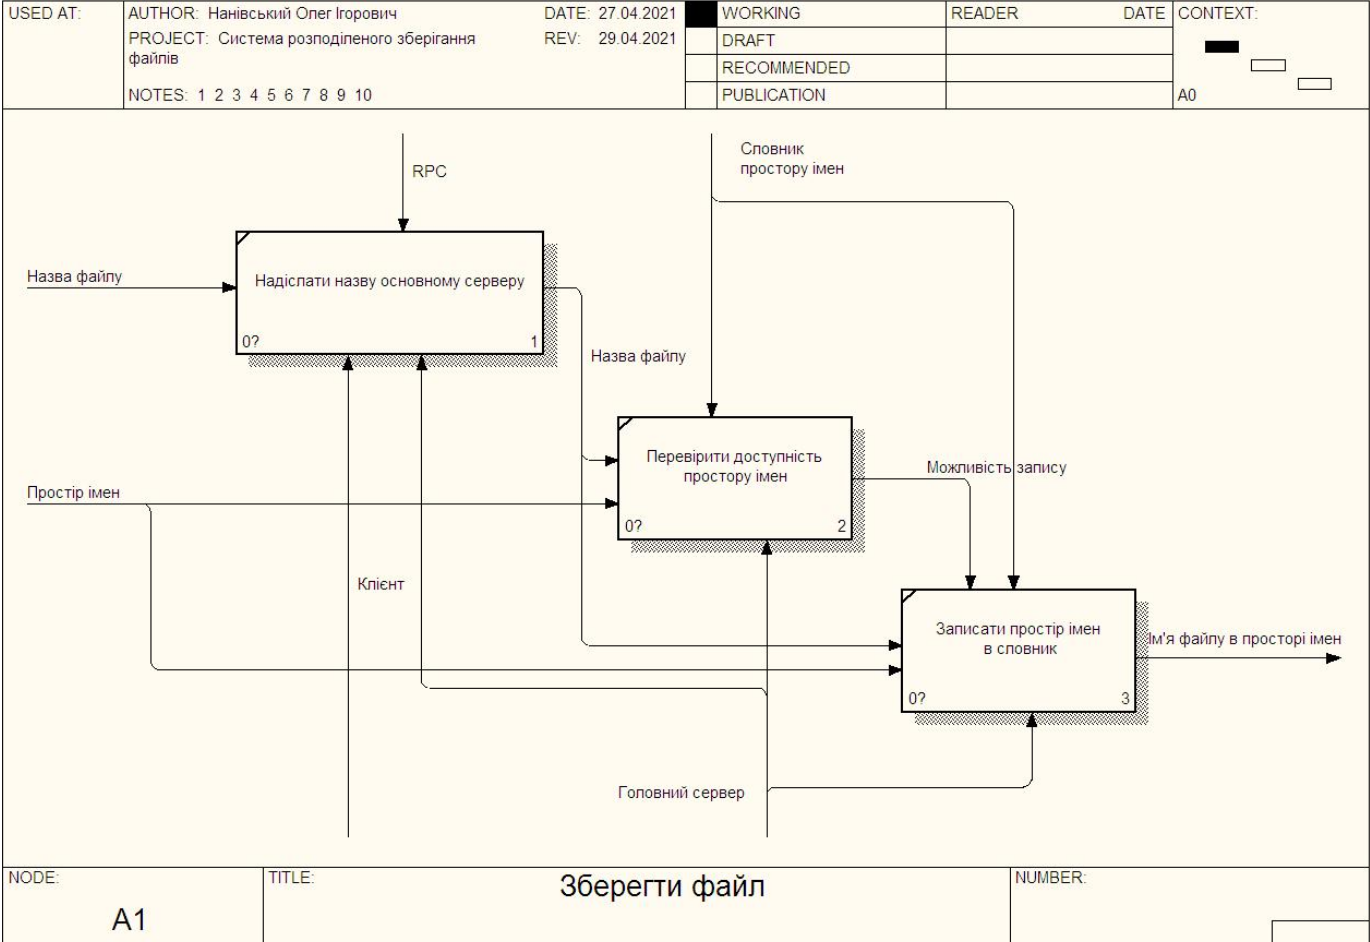 USED AT:
AUTHOR: Нанівський Олег Ігорович
DATE: 27.04.2021
PROJECT: Система розподіленого зберігання
файлів
REV: 29.04.2021
NOTES: 1 2 3 4 5 6 7 8 9 10
WORKING
DRAFT
RECOMMENDED
PUBLICATION
READER
DATE
CONTEXT:
A0
RPC
Словник
простору імен
Назва файлу
Надіслати назву основному серверу
0?
1
Назва файлу
Перевірити доступність
простору імен
0?
2
Можливість запису
Простір імен
Клієнт
Записати простір імен
в словник
0?
3
Ім'я файлу в просторі імен
Головний сервер
NODE:
A1
TITLE:
Зберегти файл
NUMBER: